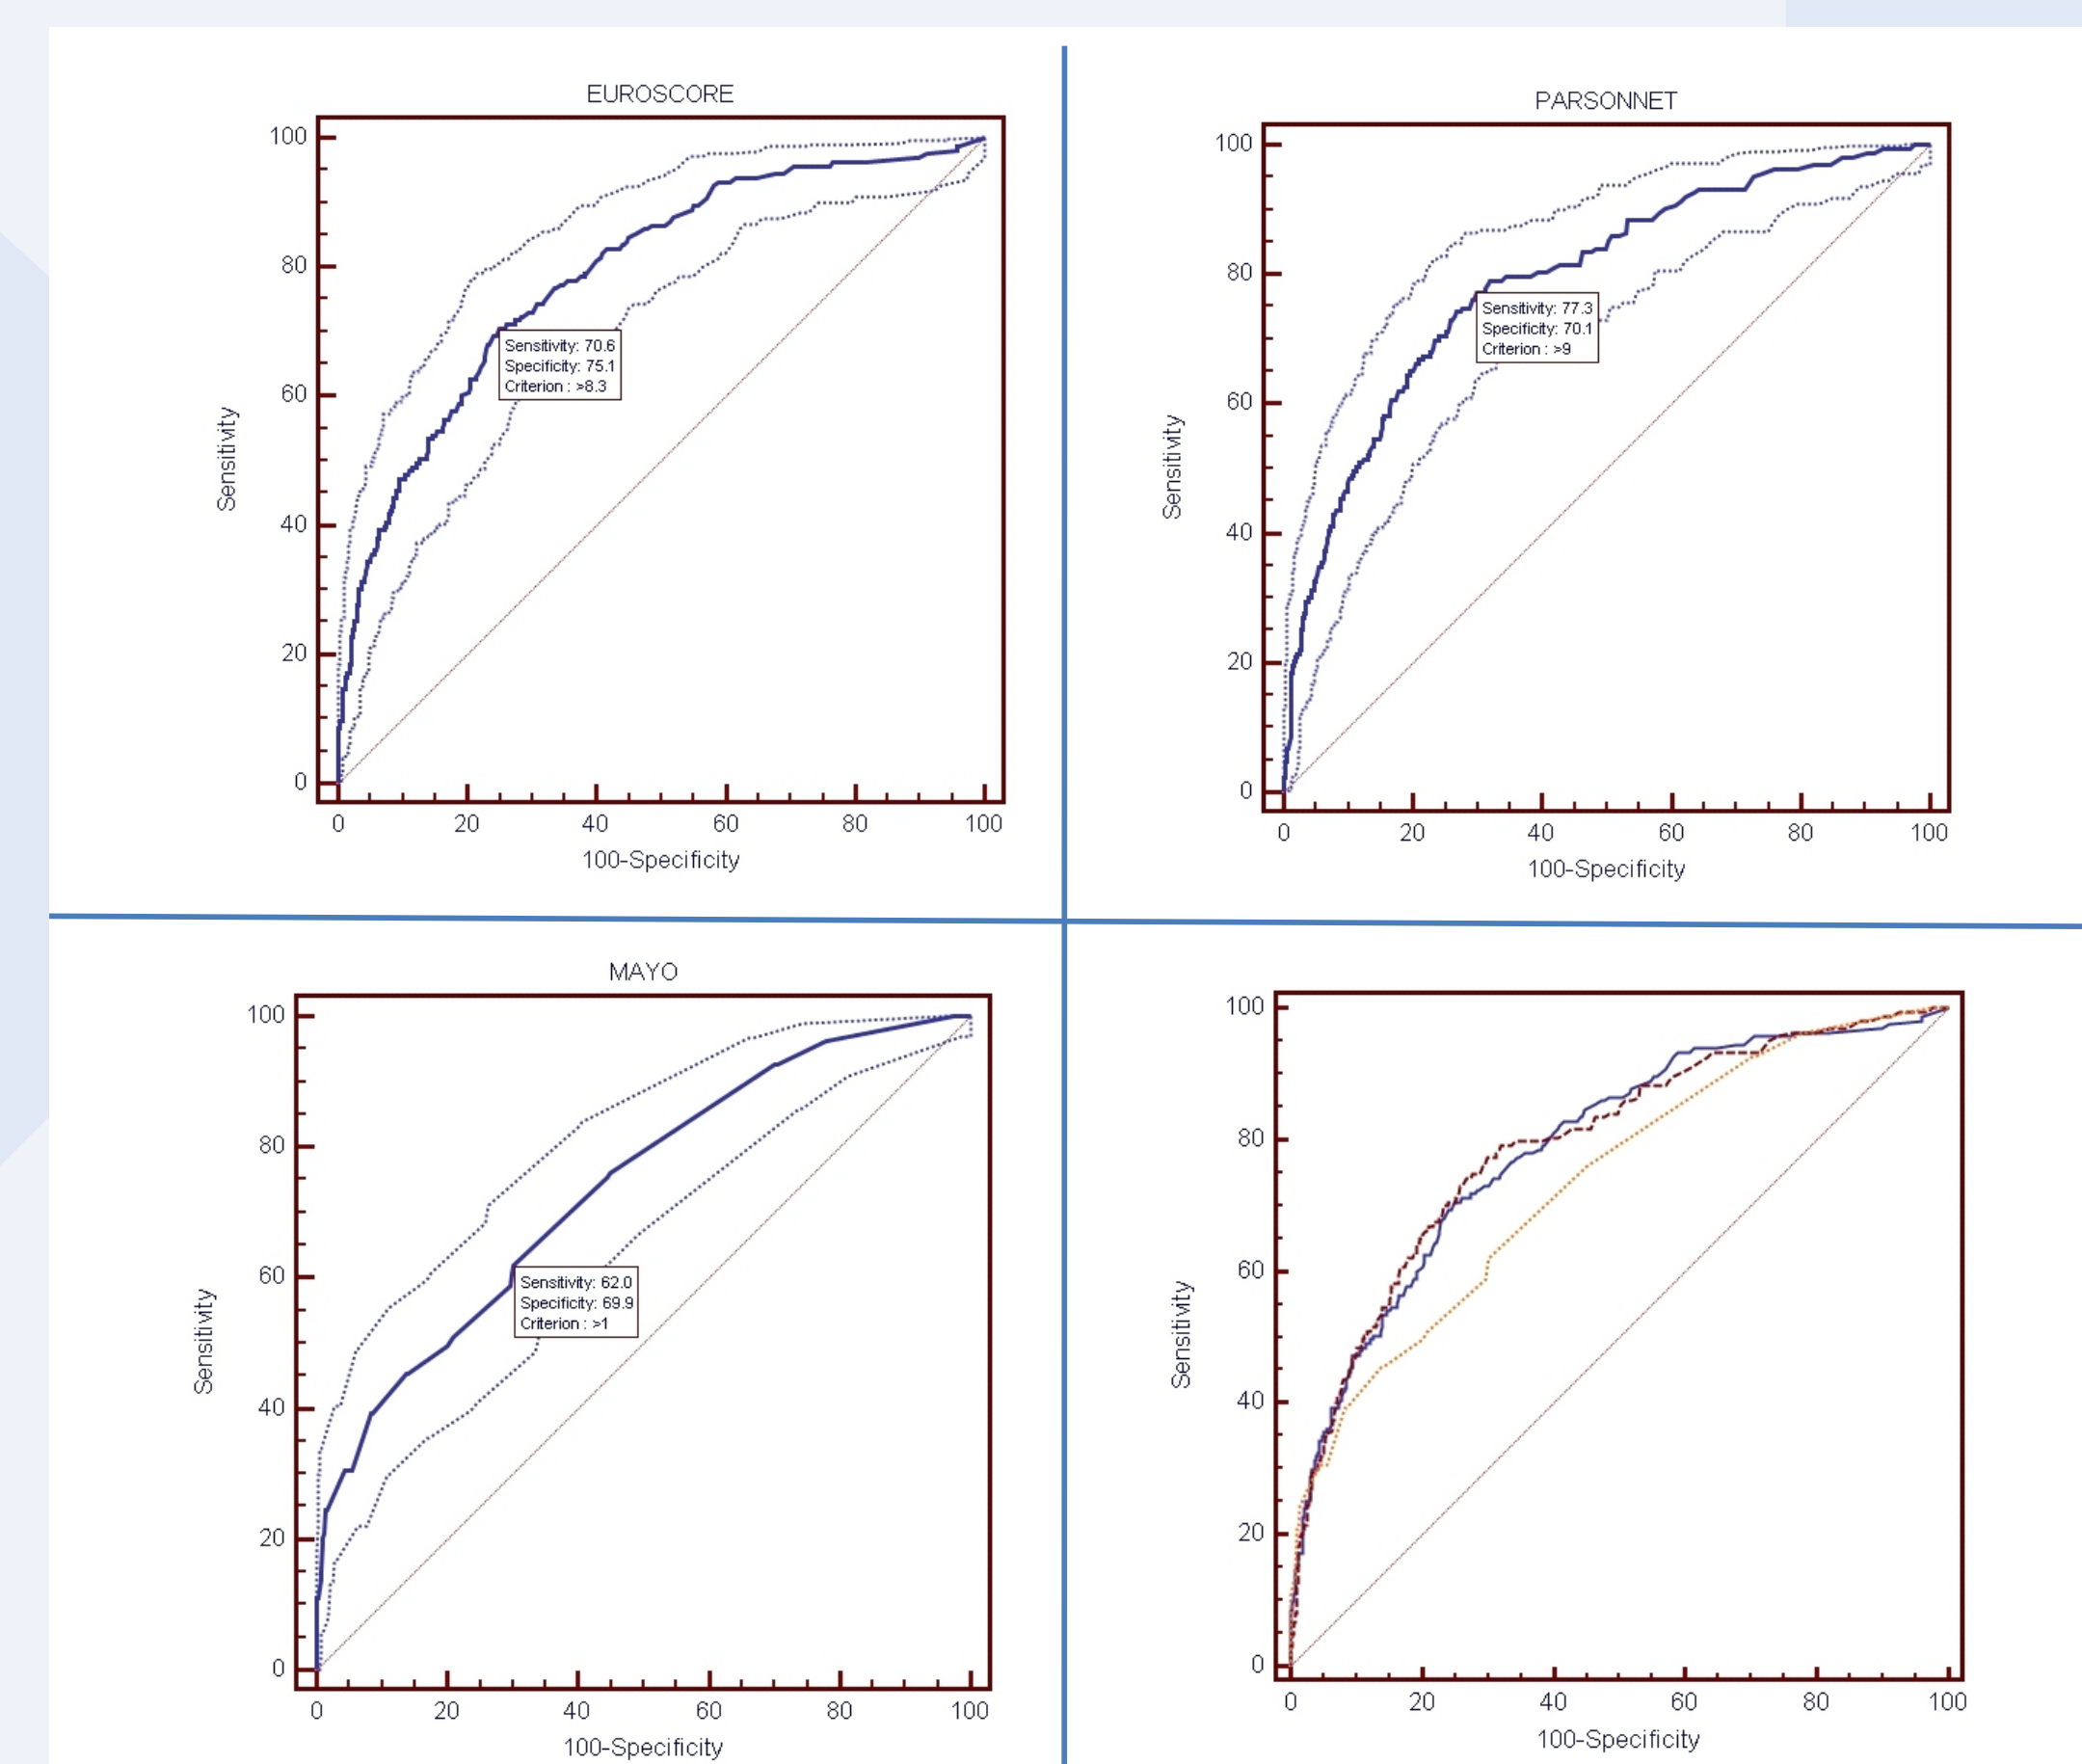 EUROSCORE
100
80
60
40
20
0
Sensitivity
Sensitivity: 70.6
Specificity: 75.1
Criterion : >8.3
0 20 40 60 80 100
100-Specificity
PARSONNET
100
80
60
40
20
0
Sensitivity
Sensitivity: 77.3
Specificity: 70.1
Criterion : >9
0 20 40 60 80 100
100-Specificity
MAYO
100
80
60
40
20
0
Sensitivity
Sensitivity: 62.0
Specificity: 69.9
Criterion : >1
0 20 40 60 80 100
100-Specificity
100
80
60
40
20
0
Sensitivity
0 20 40 60 80 100
100-Specificity